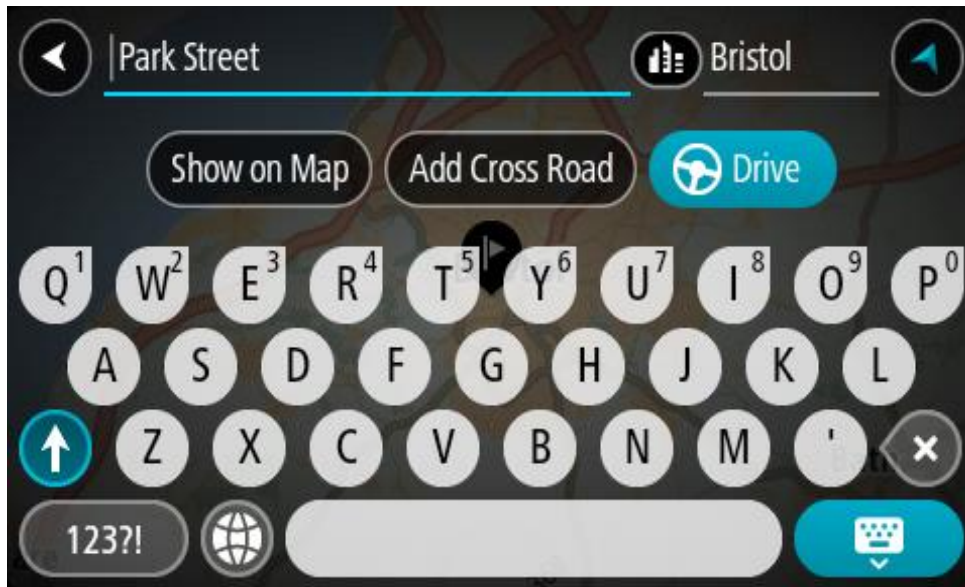 Park Street Bristol
Show on Map Add Cross Road Drive
Q1 W2 E3 R4 T5 Y6 U7 I8 O9 P0
A S D F G H J K L
Z X C V B N M '
123?!